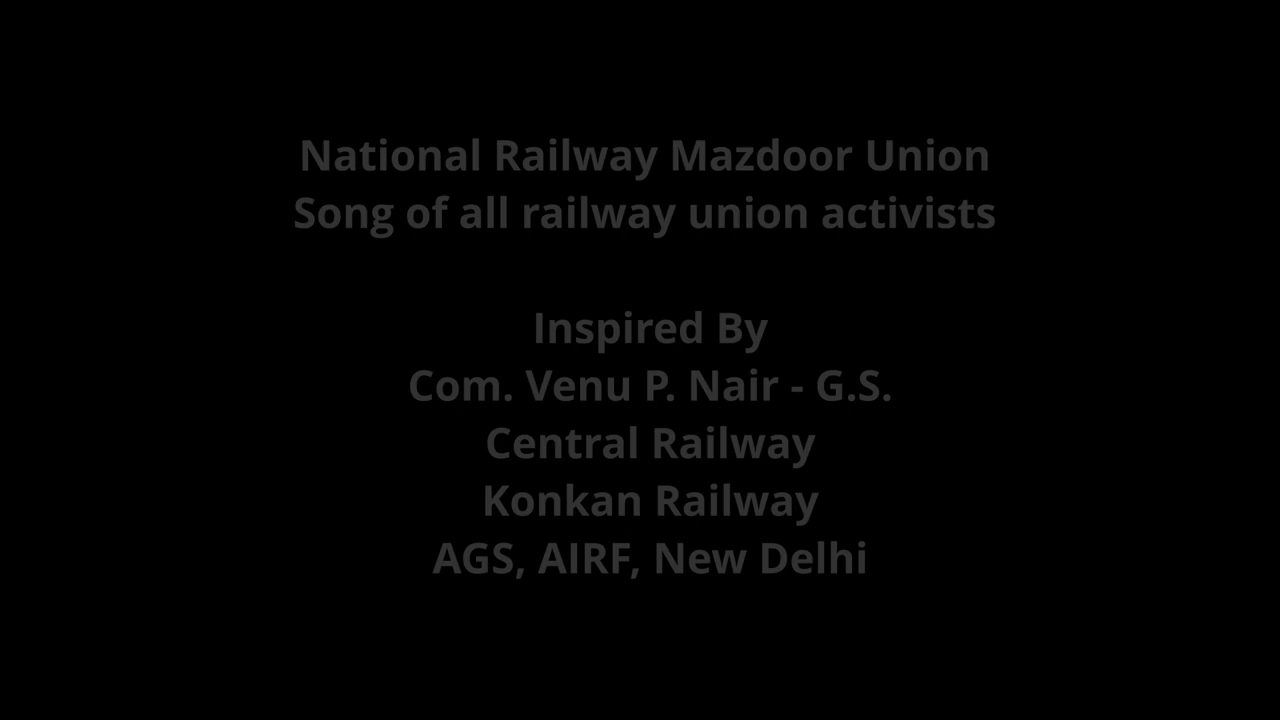 National Railway Mazdoor Union
Song of all railway union activists
Inspired By
Com. Venu P. Nair - G.S.
Central Railway
Konkan Railway
AGS, AIRF, New Delhi